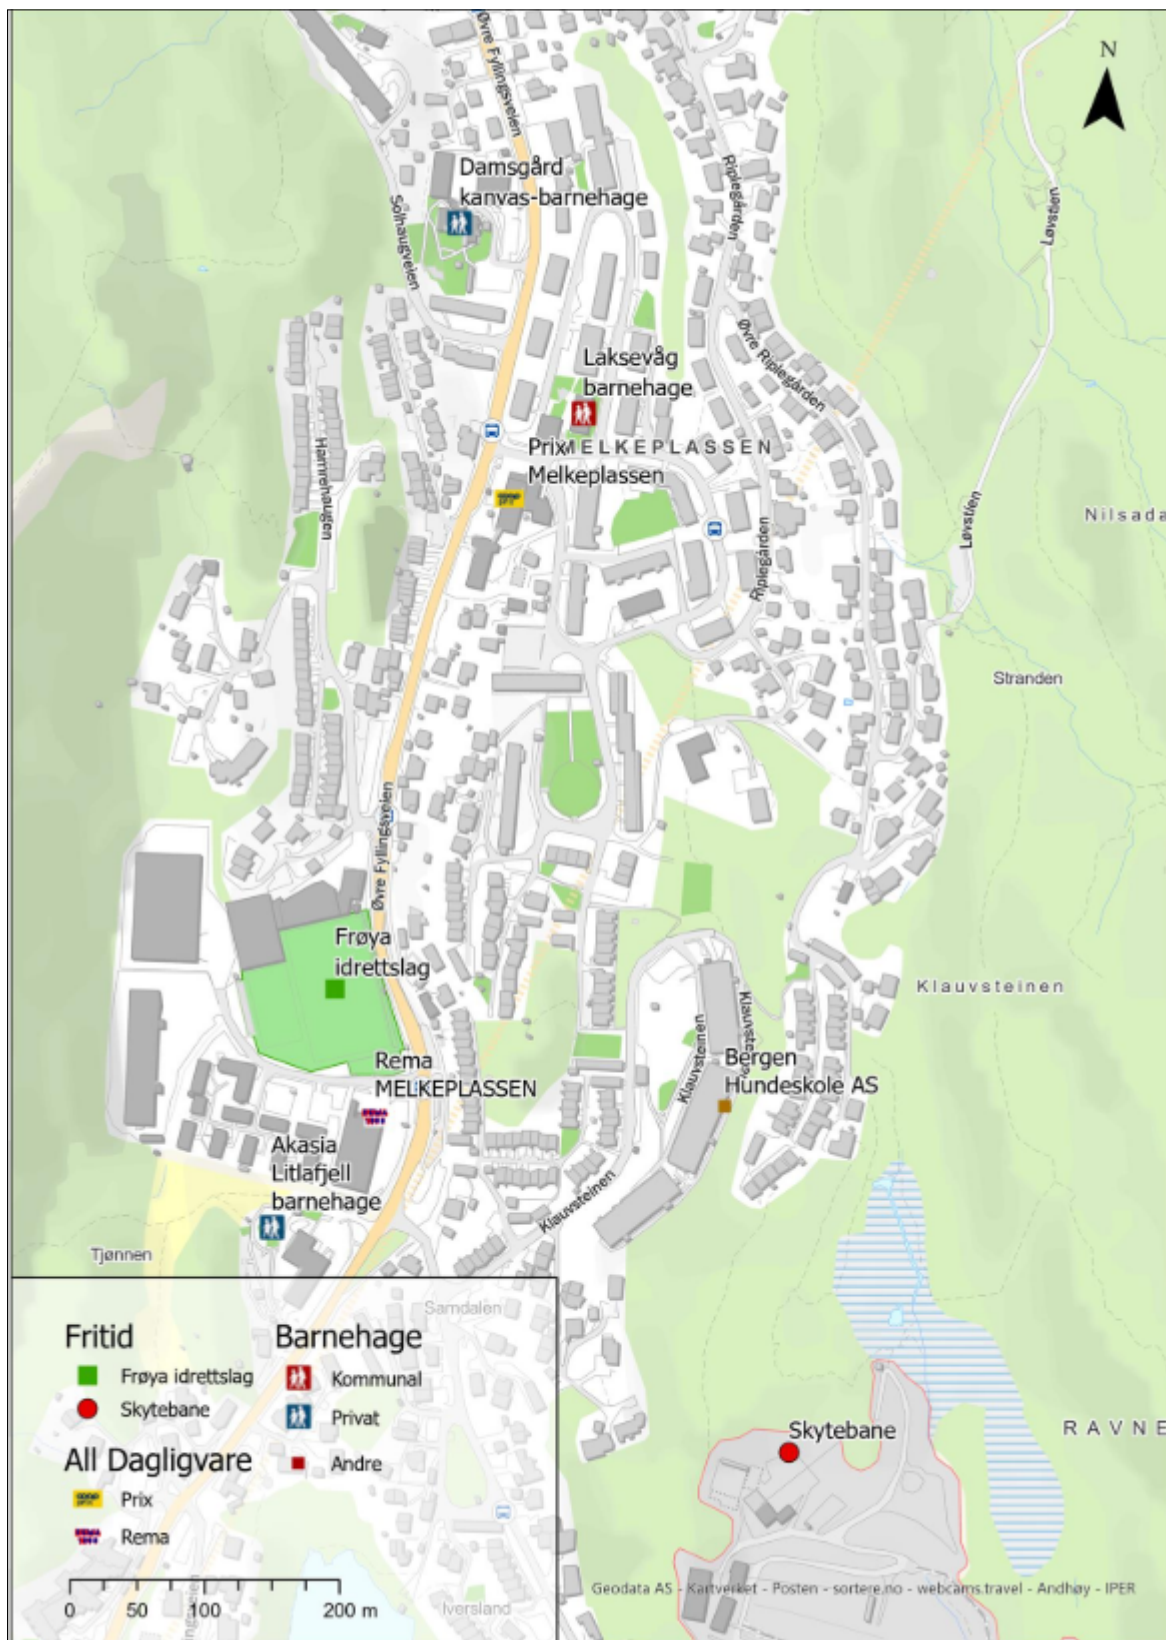 Øvre Fyllingsveien
N
Damsgård
kanvas-barnehage
Riplegården
Solhaugveien
Løvstien
Øvre Riplegården
Laksevåg
barnehage
MELKEPLASSEN
Prix
Melkeplassen
Hamrehaugen
Løvstien
Nilsada
Riplegården
Stranden
Øvre Fyllingsveien
Frøya
idrettslag
Klauvsteinen
Klauvsteinen
Klauvste
Rema
MELKEPLASSEN
Bergen
Hundeskole AS
Akasia
Litlafjell
barnehage
Klauvsteinen
Tjønnen
Samdalen
Fritid
Frøya idrettslag
Skytebane
All Dagligvare
Prix
Rema
Barnehage
Kommunal
Privat
Andre
Skytebane
RAVNE
0 50 100 200 m
Iversland
Geodata AS - Kartverket - Posten - sortere.no - webcams.travel - Andhøy - IPER